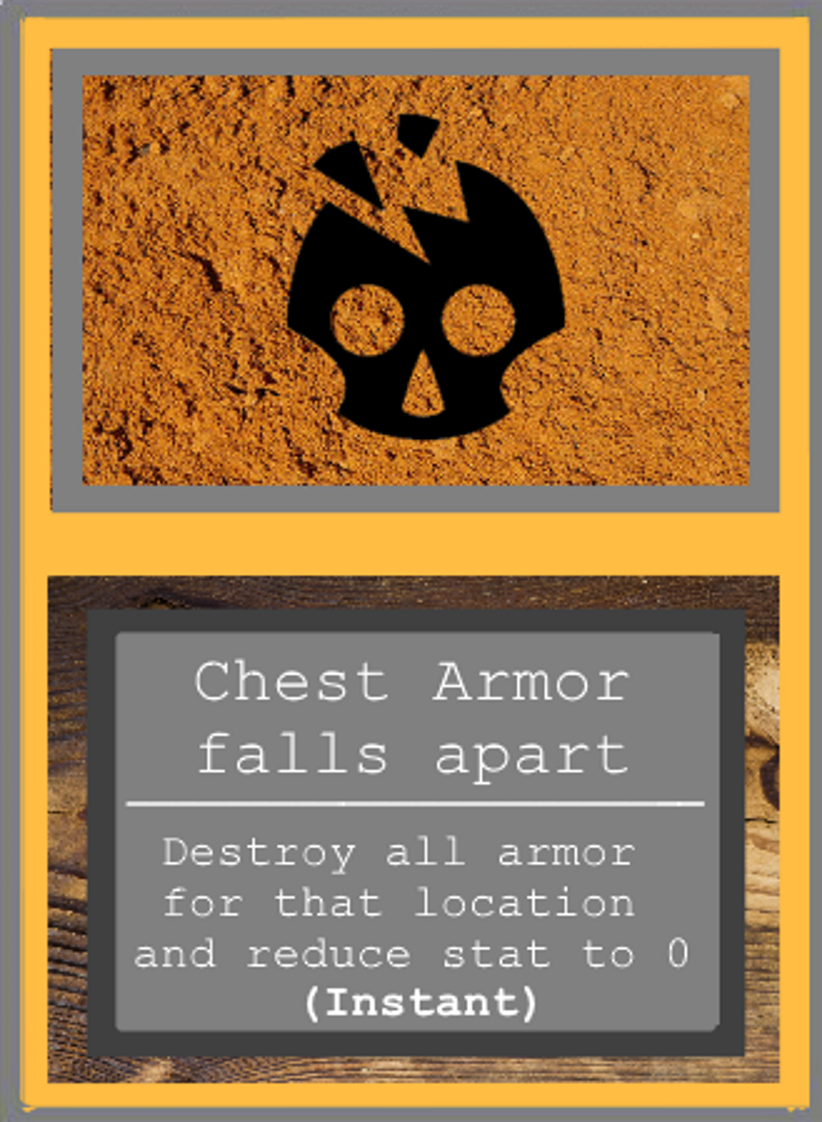 Chest Armor
falls apart
Destroy all armor
for that location
and reduce stat to 0
(Instant)